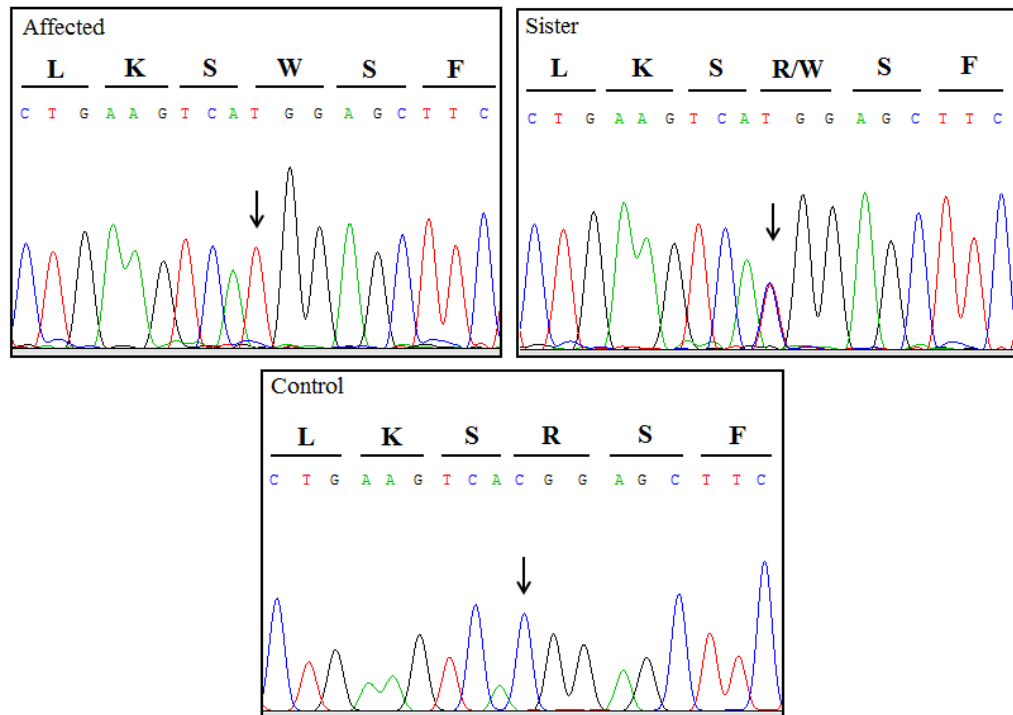 Affected
L K S W S F
C T G A A G T C A T G G A G C T T C
Sister
L K S R/W S F
C T G A A G T C A T G G A G C T T C
Control
L K S R S F
C T G A A G T C A C G G A G C T T C